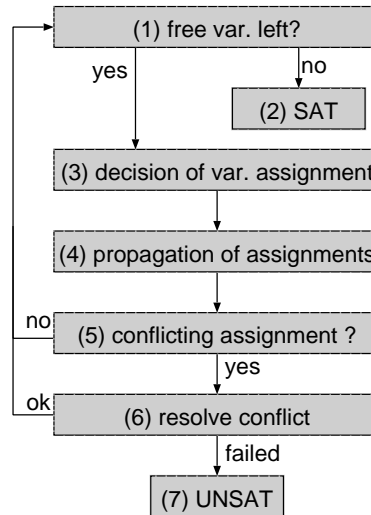 (1) free var. left?
yes
no
(2) SAT
(3) decision of var. assignment
(4) propagation of assignments
no
(5) conflicting assignment ?
yes
ok
(6) resolve conflict
failed
(7) UNSAT